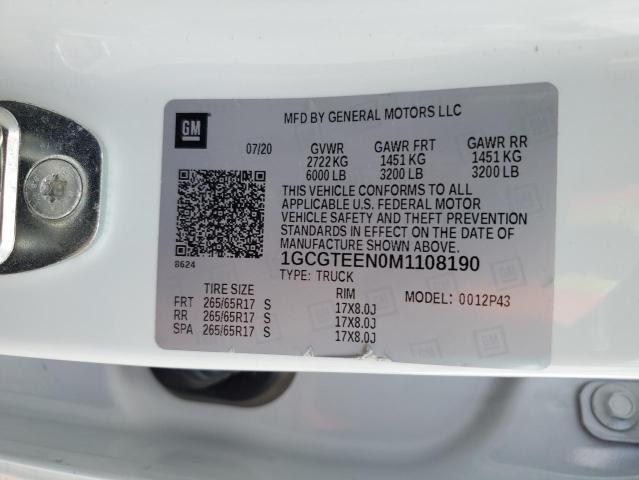 GM
MFD BY GENERAL MOTORS LLC
07/20 GVWR GAWR FRT GAWR RR
2722 KG 1451 KG 1451 KG
6000 LB 3200 LB 3200 LB
THIS VEHICLE CONFORMS TO ALL
APPLICABLE U.S. FEDERAL MOTOR
VEHICLE SAFETY AND THEFT PREVENTION
STANDARDS IN EFFECT ON THE DATE OF
MANUFACTURE SHOWN ABOVE.
8624
1GCGTEEN0M1108190
TYPE: TRUCK
TIRE SIZE RIM MODEL: 0012P43
FRT 265/65R17 S 17X8.0J
RR 265/65R17 S 17X8.0J
SPA 265/65R17 S 17X8.0J